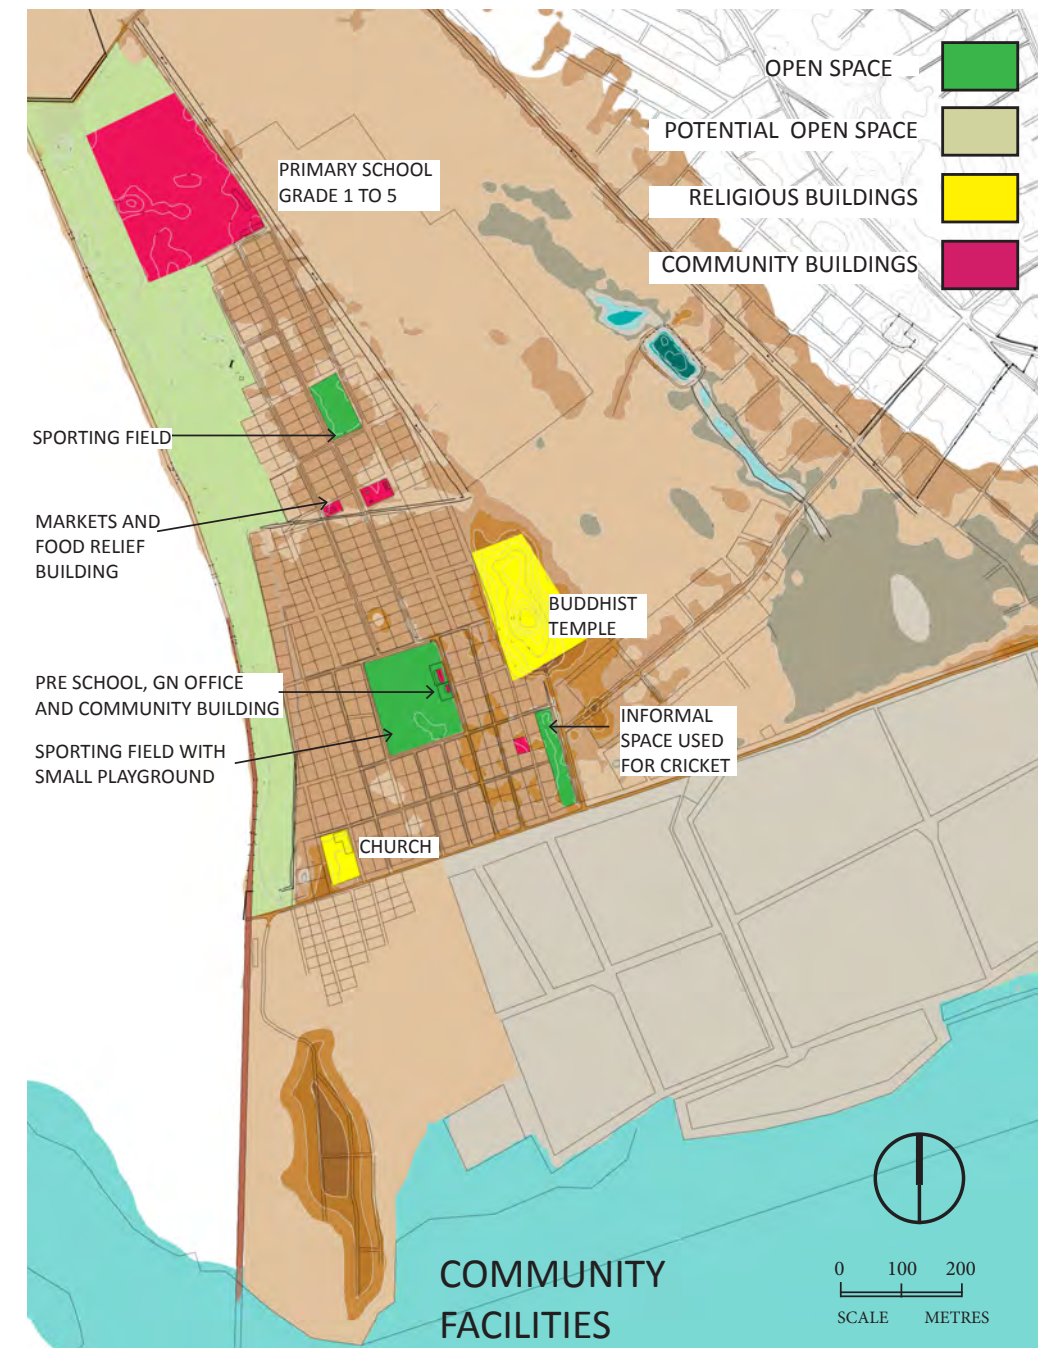 OPEN SPACE
POTENTIAL OPEN SPACE
RELIGIOUS BUILDINGS
COMMUNITY BUILDINGS
PRIMARY SCHOOL
GRADE 1 TO 5
SPORTING FIELD
MARKETS AND
FOOD RELIEF
BUILDING
BUDDHIST
TEMPLE
PRE SCHOOL, GN OFFICE
AND COMMUNITY BUILDING
SPORTING FIELD WITH
SMALL PLAYGROUND
INFORMAL
SPACE USED
FOR CRICKET
CHURCH
COMMUNITY
FACILITIES
0 100 200
SCALE METRES